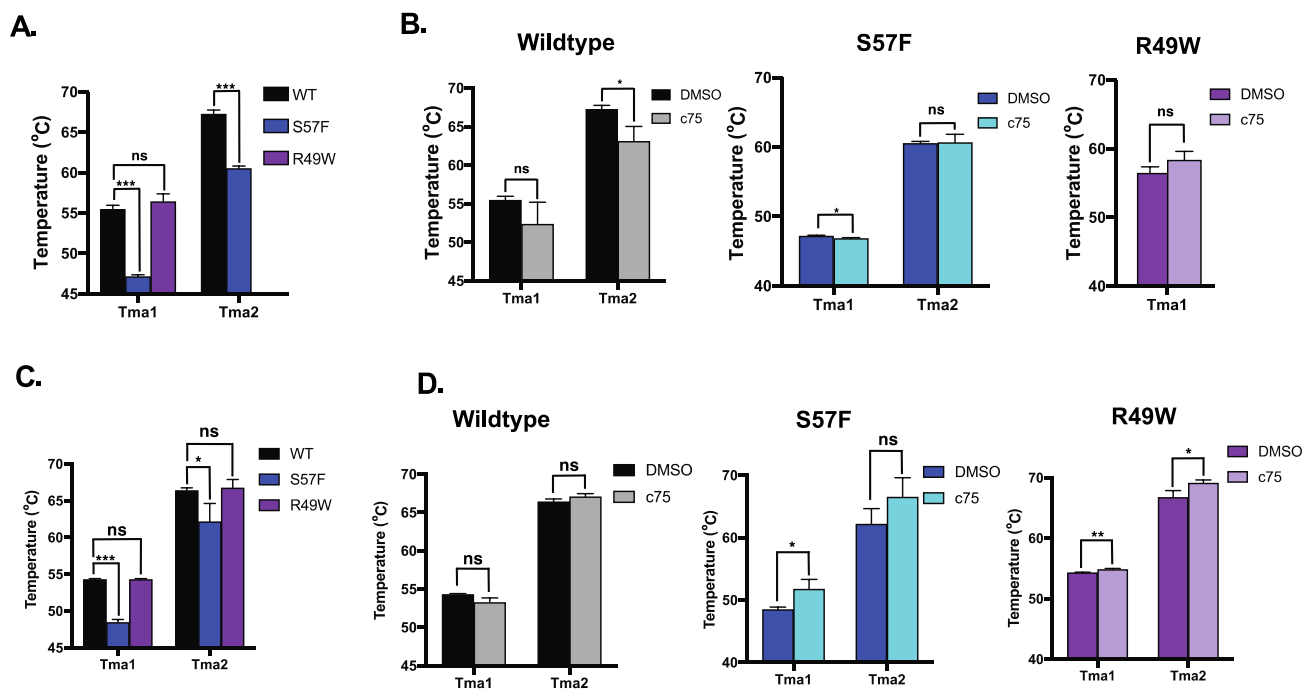 A.
Temperature (°C)
70
65
60
55
50
45
***
ns
***
Tma1
Tma2
WT
S57F
R49W
B.
Wildtype
Temperature (°C)
70
65
60
55
50
45
ns
*
Tma1
Tma2
DMSO
c75
S57F
Temperature (°C)
70
60
50
40
*
ns
Tma1
Tma2
DMSO
c75
R49W
Temperature (°C)
70
60
50
40
ns
Tma1
DMSO
c75
C.
Temperature (°C)
70
65
60
55
50
45
ns
***
ns
*
Tma1
Tma2
WT
S57F
R49W
D.
Wildtype
Temperature (°C)
70
65
60
55
50
45
ns
ns
Tma1
Tma2
DMSO
c75
S57F
Temperature (°C)
70
60
50
40
*
ns
Tma1
Tma2
DMSO
c75
R49W
Temperature (°C)
70
60
50
40
**
*
Tma1
Tma2
DMSO
c75